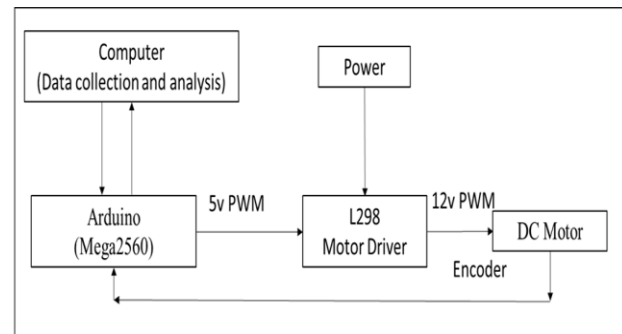 Computer
(Data collection and analysis)
Power
Arduino
(Mega2560)
5v PWM
L298
Motor Driver
12v PWM
DC Motor
Encoder